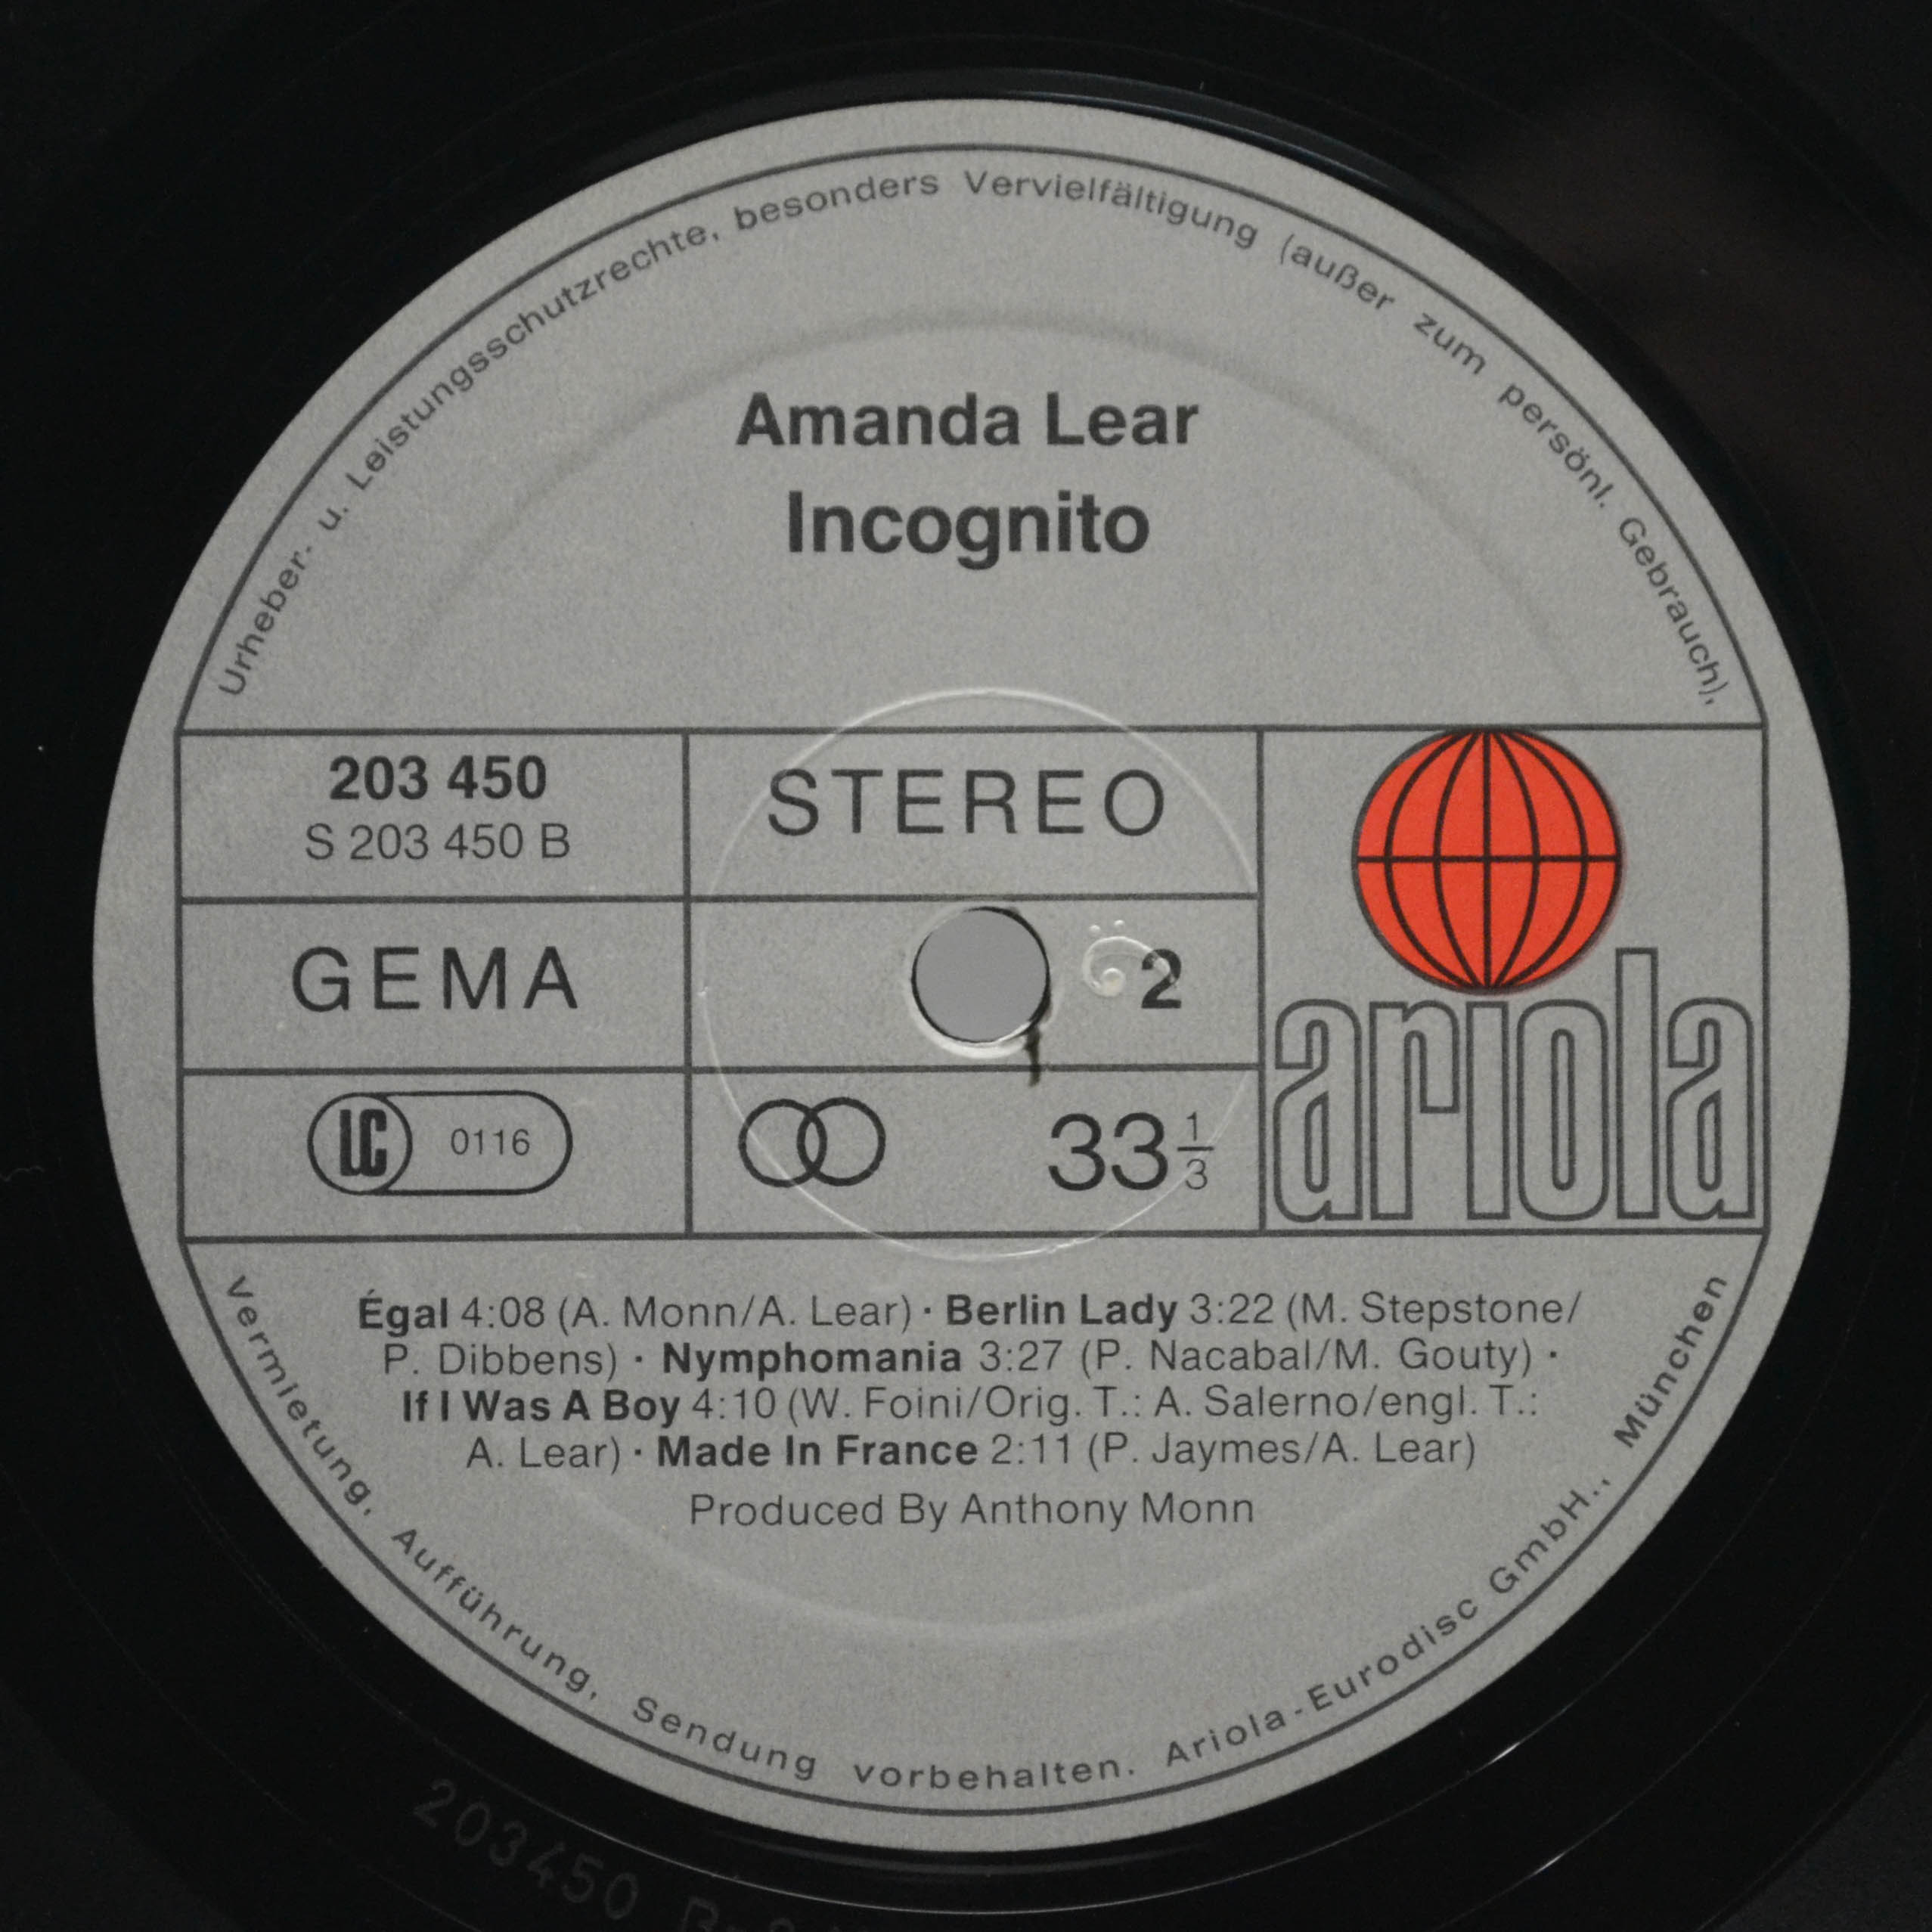 Urheber- u. Leistungsschutzrechte, besonders Vervielfältigung (außer zum persönl. Gebrauch),
Amanda Lear
Incognito
203 450
S 203 450 B
STEREO
GEMA
2
LC 0116
33 1/3
ariola
Égal 4:08 (A. Monn/A. Lear) · Berlin Lady 3:22 (M. Stepstone/
P. Dibbens) · Nymphomania 3:27 (P. Nacabal/M. Gouty) ·
If I Was A Boy 4:10 (W. Foini/Orig. T.: A. Salerno/engl. T.:
A. Lear) · Made In France 2:11 (P. Jaymes/A. Lear)
Produced By Anthony Monn
Vermietung, Aufführung, Sendung vorbehalten. Ariola-Eurodisc GmbH., München
203450